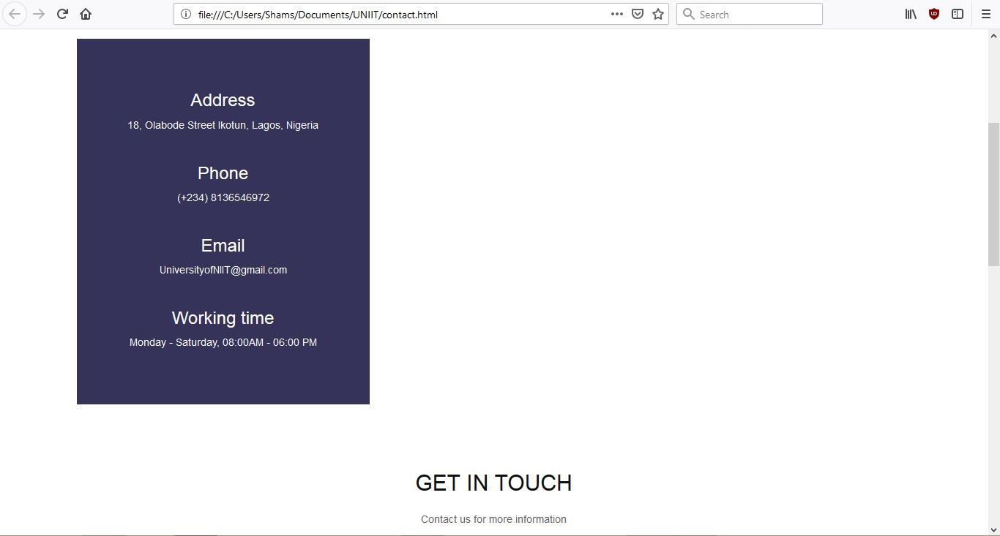 file:///C:/Users/Shams/Documents/UNIIT/contact.html
Search
Address
18, Olabode Street Ikotun, Lagos, Nigeria
Phone
(+234) 8136546972
Email
UniversityofNIIT@gmail.com
Working time
Monday - Saturday, 08:00AM - 06:00 PM
GET IN TOUCH
Contact us for more information